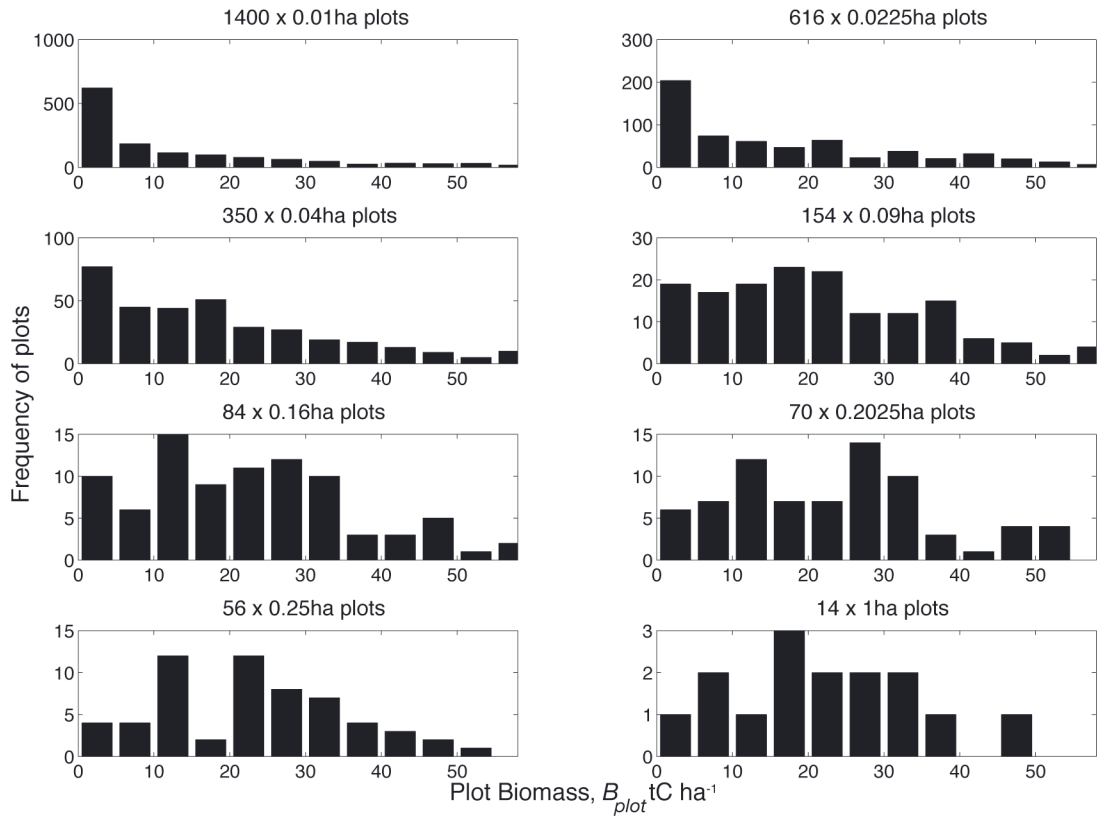 1400 x 0.01ha plots
1000
500
0
0 10 20 30 40 50
616 x 0.0225ha plots
300
200
100
0
0 10 20 30 40 50
350 x 0.04ha plots
100
50
0
0 10 20 30 40 50
154 x 0.09ha plots
30
20
10
0
0 10 20 30 40 50
Frequency of plots
84 x 0.16ha plots
15
10
5
0
0 10 20 30 40 50
70 x 0.2025ha plots
15
10
5
0
0 10 20 30 40 50
56 x 0.25ha plots
15
10
5
0
0 10 20 30 40 50
14 x 1ha plots
3
2
1
0
0 10 20 30 40 50
Plot Biomass, B_plot tC ha⁻¹